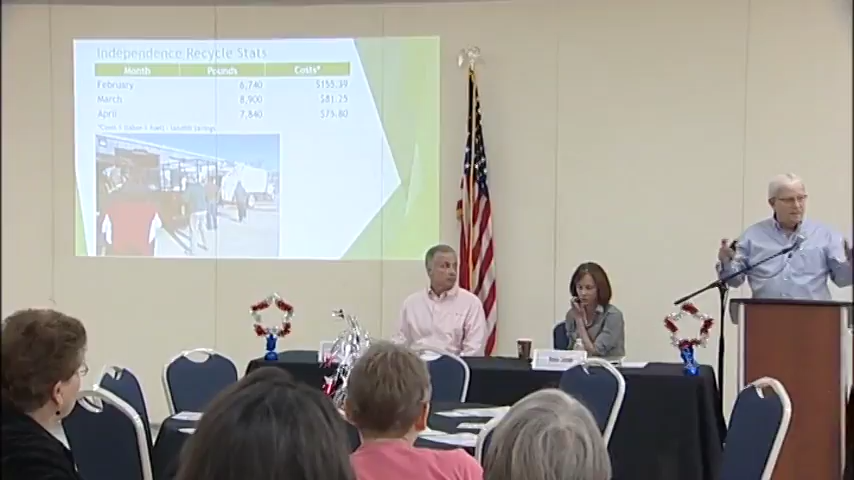 Independence Recycle Stats
Month Pounds Costs*
February 6,740 $155.39
March 8,900 $81.25
April 7,840 $75.80